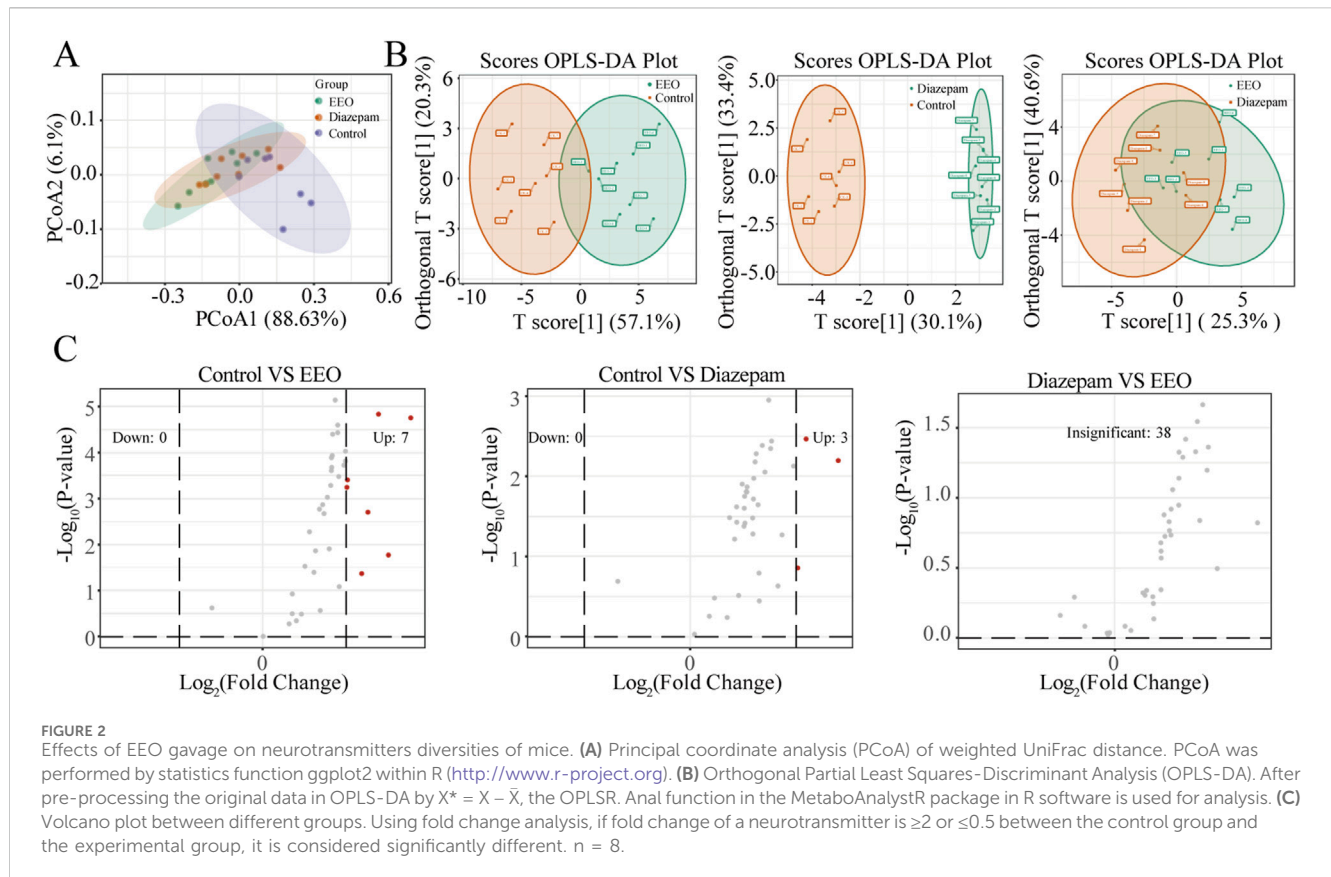 A
Group
EEO
Diazepam
Control
0.1
0.0
-0.1
-0.2
-0.3
0.0
0.3
0.6
PCoA2 (6.1%)
PCoA1 (88.63%)
B
Scores OPLS-DA Plot
EEO
Control
6
3
0
-3
-6
-10
-5
0
5
Orthogonal T score[1] (20.3%)
T score[1] (57.1%)
Scores OPLS-DA Plot
Diazepam
Control
5.0
2.5
0.0
-2.5
-5.0
-4
-2
0
2
Orthogonal T score[1] (33.4%)
T score[1] (30.1%)
Scores OPLS-DA Plot
EEO
Diazepam
4
0
-4
-5
0
5
Orthogonal T score[1] (40.6%)
T score[1] ( 25.3% )
C
Control VS EEO
Down: 0
Up: 7
5
4
3
2
1
0
0
-Log10(P-value)
Log2(Fold Change)
Control VS Diazepam
Down: 0
Up: 3
3
2
1
0
0
-Log10(P-value)
Log2(Fold Change)
Diazepam VS EEO
Insignificant: 38
1.5
1.0
0.5
0.0
0
-Log10(P-value)
Log2(Fold Change)
FIGURE 2
Effects of EEO gavage on neurotransmitters diversities of mice. (A) Principal coordinate analysis (PCoA) of weighted UniFrac distance. PCoA was
performed by statistics function ggplot2 within R (http://www.r-project.org). (B) Orthogonal Partial Least Squares-Discriminant Analysis (OPLS-DA). After
pre-processing the original data in OPLS-DA by X* = X – X̄, the OPLSR. Anal function in the MetaboAnalystR package in R software is used for analysis. (C)
Volcano plot between different groups. Using fold change analysis, if fold change of a neurotransmitter is ≥2 or ≤0.5 between the control group and
the experimental group, it is considered significantly different. n = 8.